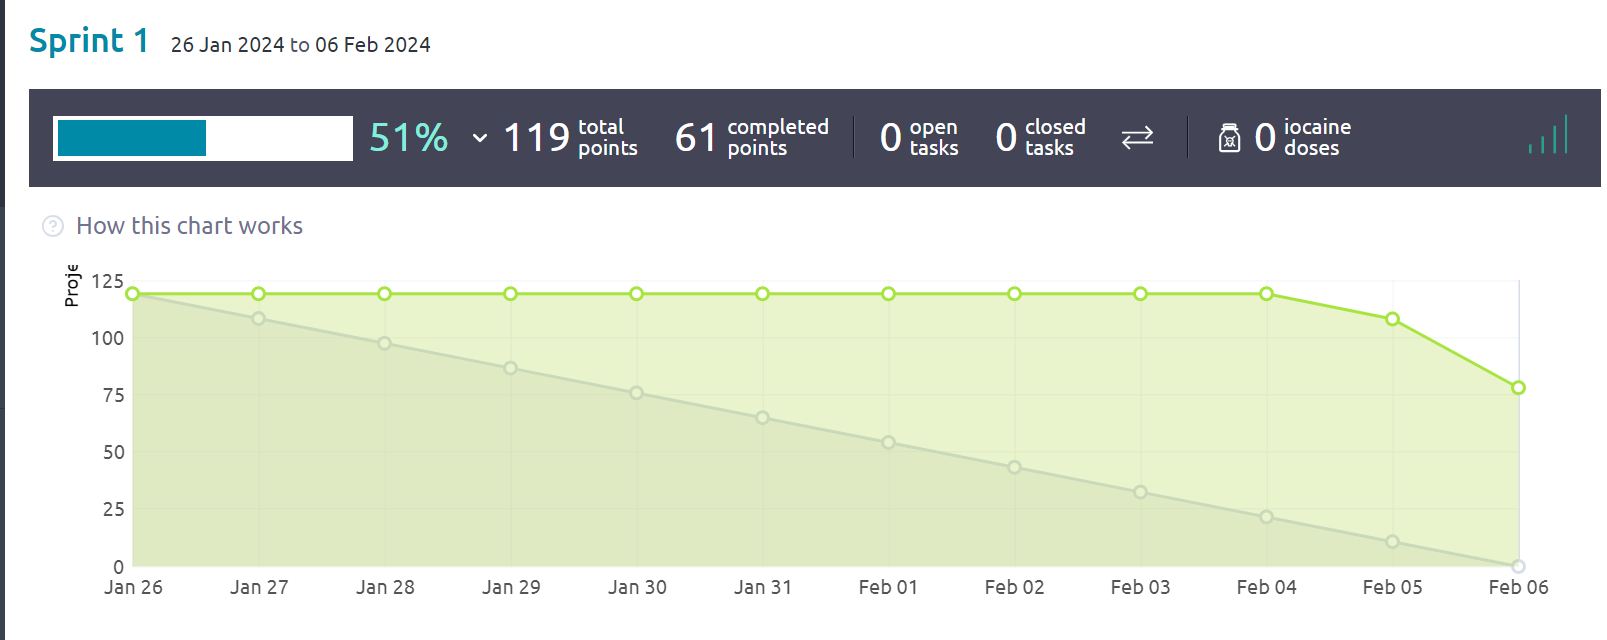 Sprint 1 26 Jan 2024 to 06 Feb 2024
51% 119 total points 61 completed points 0 open tasks 0 closed tasks 0 iocaine doses
How this chart works
Proje
125
100
75
50
25
0
Jan 26 Jan 27 Jan 28 Jan 29 Jan 30 Jan 31 Feb 01 Feb 02 Feb 03 Feb 04 Feb 05 Feb 06